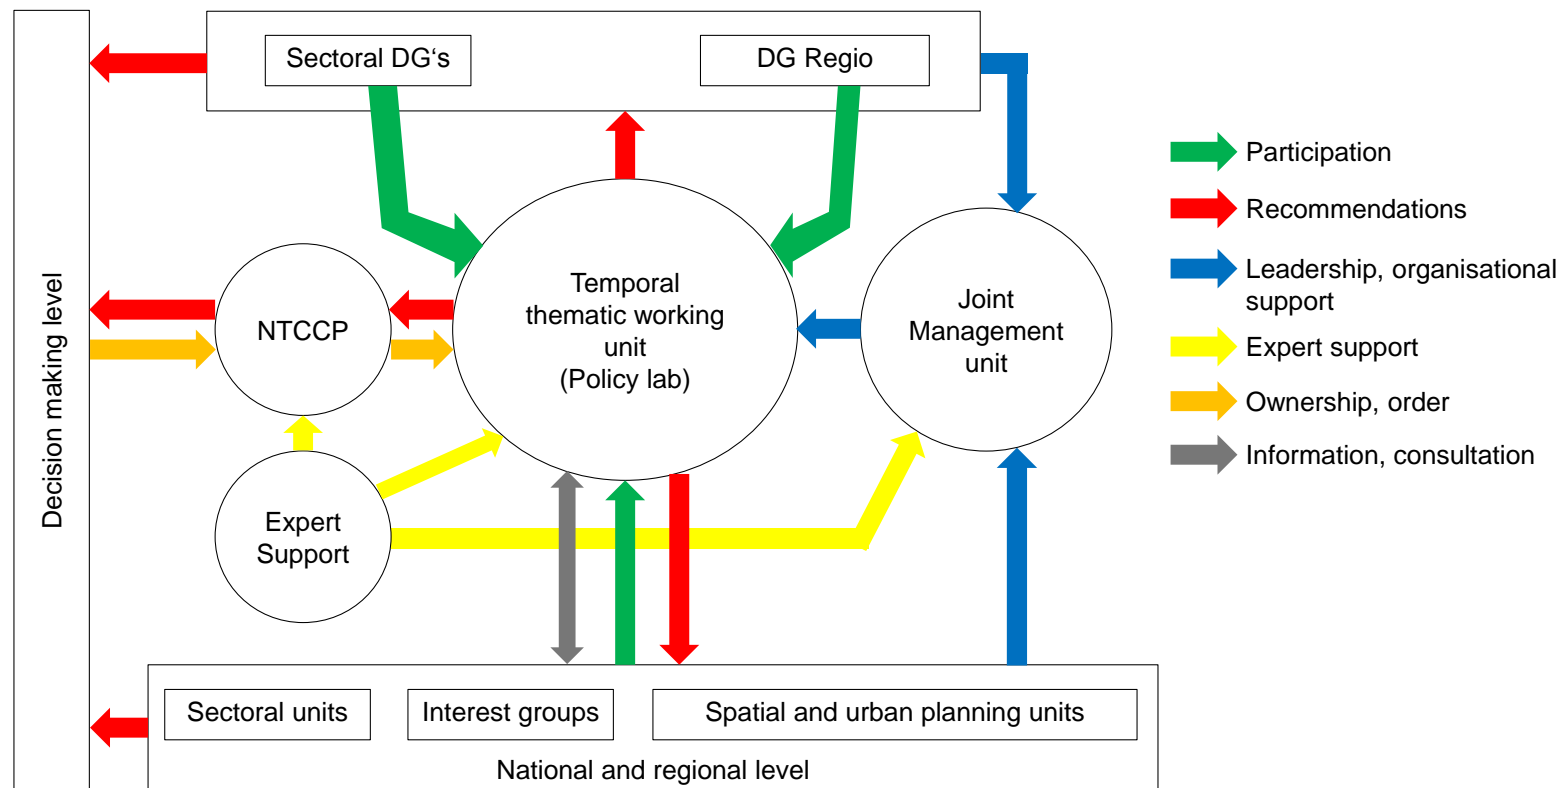 Sectoral DG‘s
DG Regio
Decision making level
NTCCP
Temporal
thematic working
unit
(Policy lab)
Joint
Management
unit
Expert
Support
Sectoral units
Interest groups
Spatial and urban planning units
National and regional level
Participation
Recommendations
Leadership, organisational
support
Expert support
Ownership, order
Information, consultation